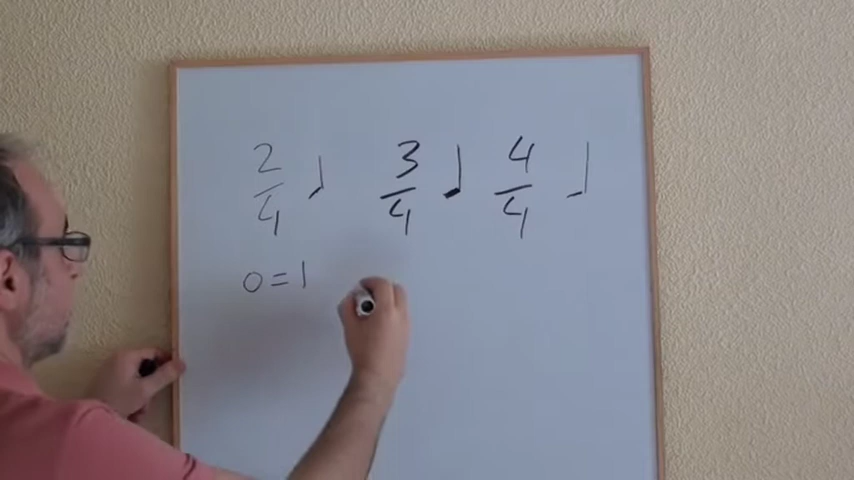 2/4 ♩ 3/4 ♩ 4/4 ♩
o = 1